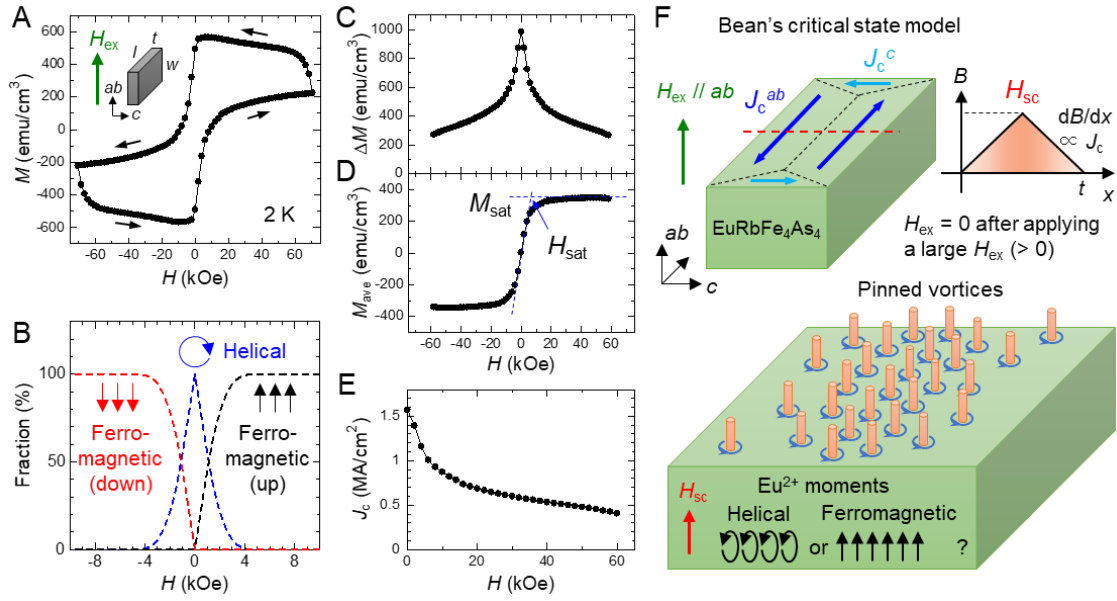 A
H_ex
l
t
w
ab
c
M (emu/cm³)
600
400
200
0
-200
-400
-600
2 K
-60 -40 -20 0 20 40 60
H (kOe)
B
Helical
Fraction (%)
100
50
0
Ferro-
magnetic
(down)
Ferro-
magnetic
(up)
-8 -4 0 4 8
H (kOe)
C
ΔM (emu/cm³)
1000
800
600
400
200
0
D
M_ave (emu/cm³)
400
200
0
-200
-400
M_sat
H_sat
-60 -40 -20 0 20 40 60
H (kOe)
E
J_c (MA/cm²)
1.5
1.0
0.5
0.0
0 20 40 60
H (kOe)
F
Bean's critical state model
H_ex // ab
J_c^c
J_c^ab
EuRbFe₄As₄
ab
c
B
H_sc
dB/dx
∝ J_c
t
x
H_ex = 0 after applying
a large H_ex (> 0)
Pinned vortices
H_sc
Eu²⁺ moments
Helical
or
Ferromagnetic
?